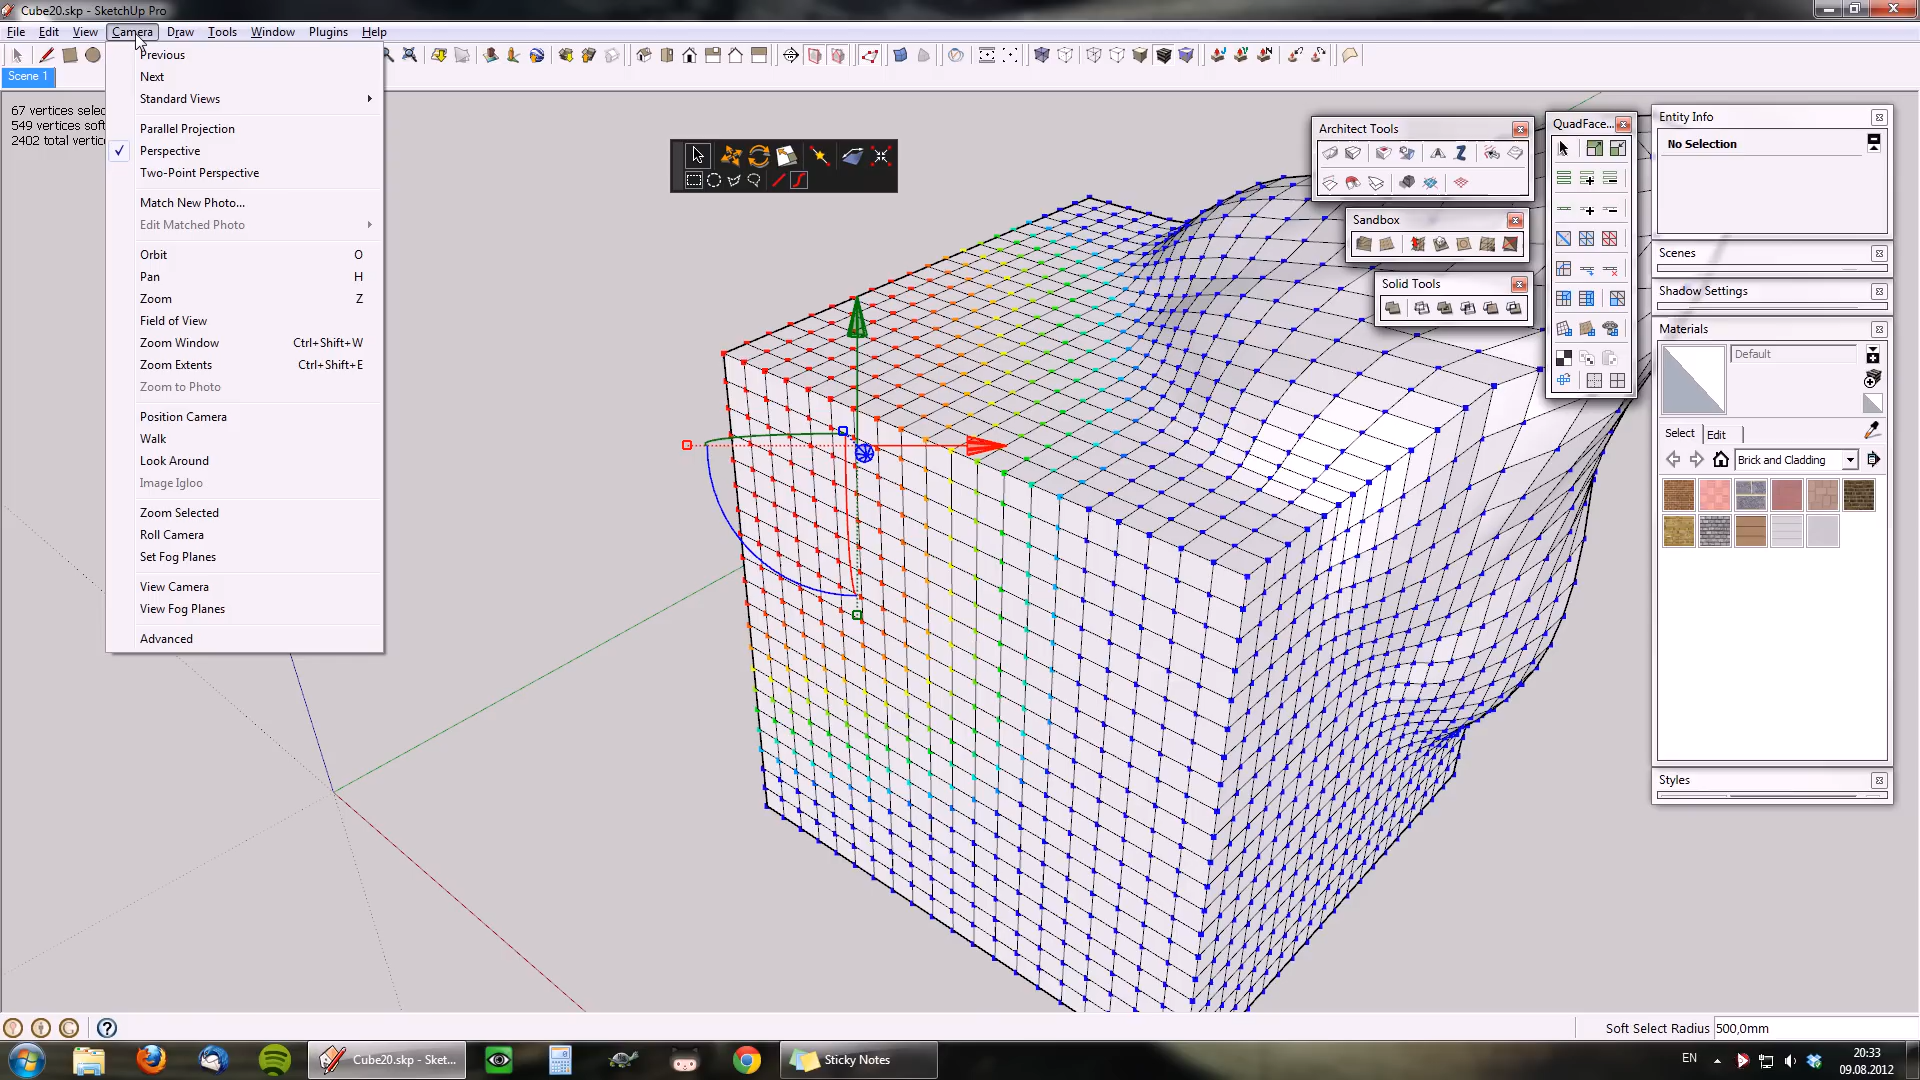 Cube20.skp - SketchUp Pro
File Edit View Camera Draw Tools Window Plugins Help
Scene 1
67 vertices selec
549 vertices soft
2402 total vertic
Previous
Next
Standard Views
Parallel Projection
Perspective
Two-Point Perspective
Match New Photo...
Edit Matched Photo
Orbit O
Pan H
Zoom Z
Field of View
Zoom Window Ctrl+Shift+W
Zoom Extents Ctrl+Shift+E
Zoom to Photo
Position Camera
Walk
Look Around
Image Igloo
Zoom Selected
Roll Camera
Set Fog Planes
View Camera
View Fog Planes
Advanced
Architect Tools
Sandbox
Solid Tools
QuadFace...
Entity Info
No Selection
Scenes
Shadow Settings
Materials
Default
Select Edit
Brick and Cladding
Styles
Soft Select Radius 500,0mm
Cube20.skp - Sket...
Sticky Notes
EN
20:33
09.08.2012